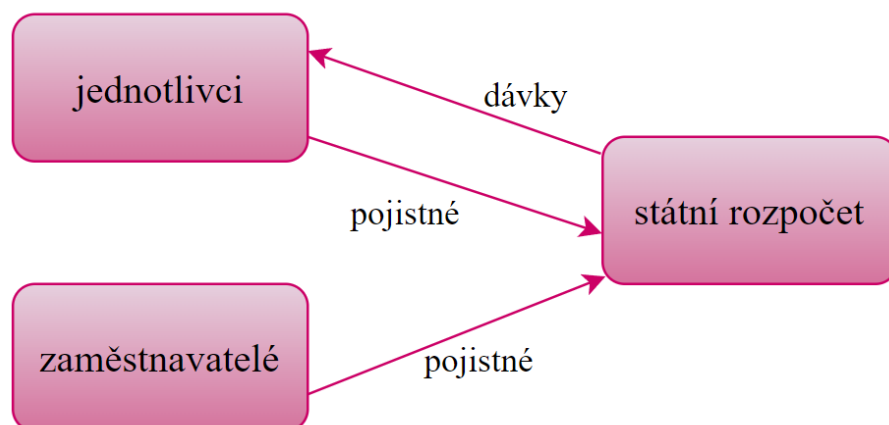 jednotlivci
dávky
státní rozpočet
pojistné
zaměstnavatelé
pojistné